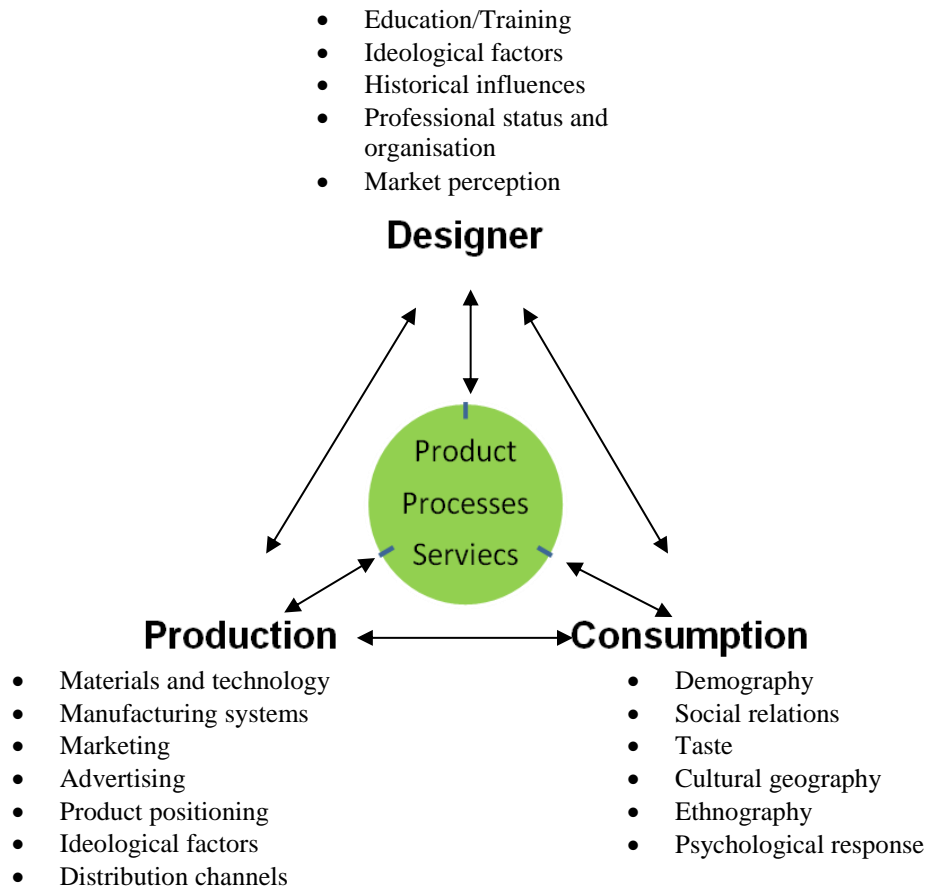 • Education/Training
• Ideological factors
• Historical influences
• Professional status and
organisation
• Market perception
Designer
Product
Processes
Serviecs
Production
• Materials and technology
• Manufacturing systems
• Marketing
• Advertising
• Product positioning
• Ideological factors
• Distribution channels
Consumption
• Demography
• Social relations
• Taste
• Cultural geography
• Ethnography
• Psychological response